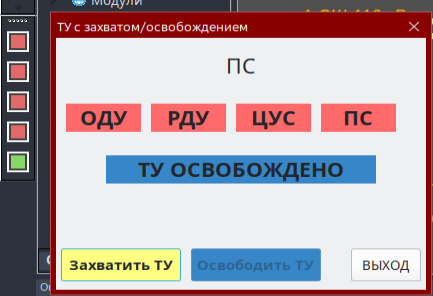 Модули
ТУ с захватом/освобождением
ПС
ОДУ РДУ ЦУС ПС
ТУ ОСВОБОЖДЕНО
Захватить ТУ Освободить ТУ ВЫХОД